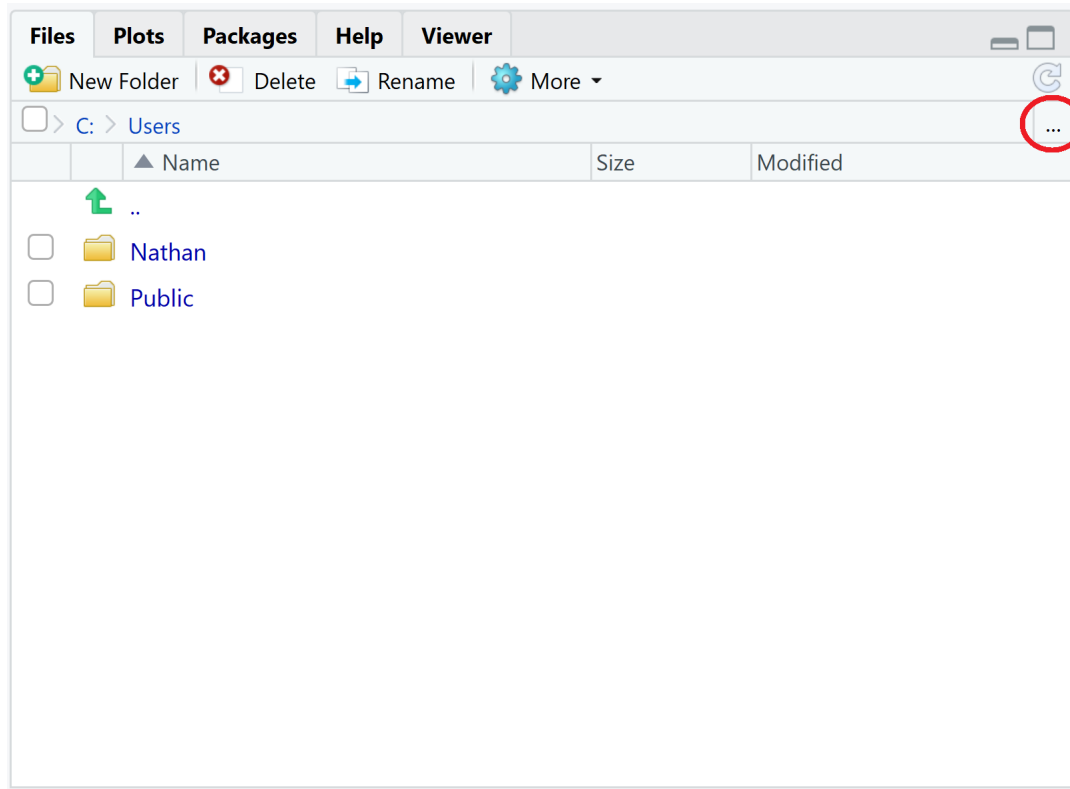 Files Plots Packages Help Viewer
New Folder Delete Rename More
C: Users ...
Name Size Modified
..
Nathan
Public